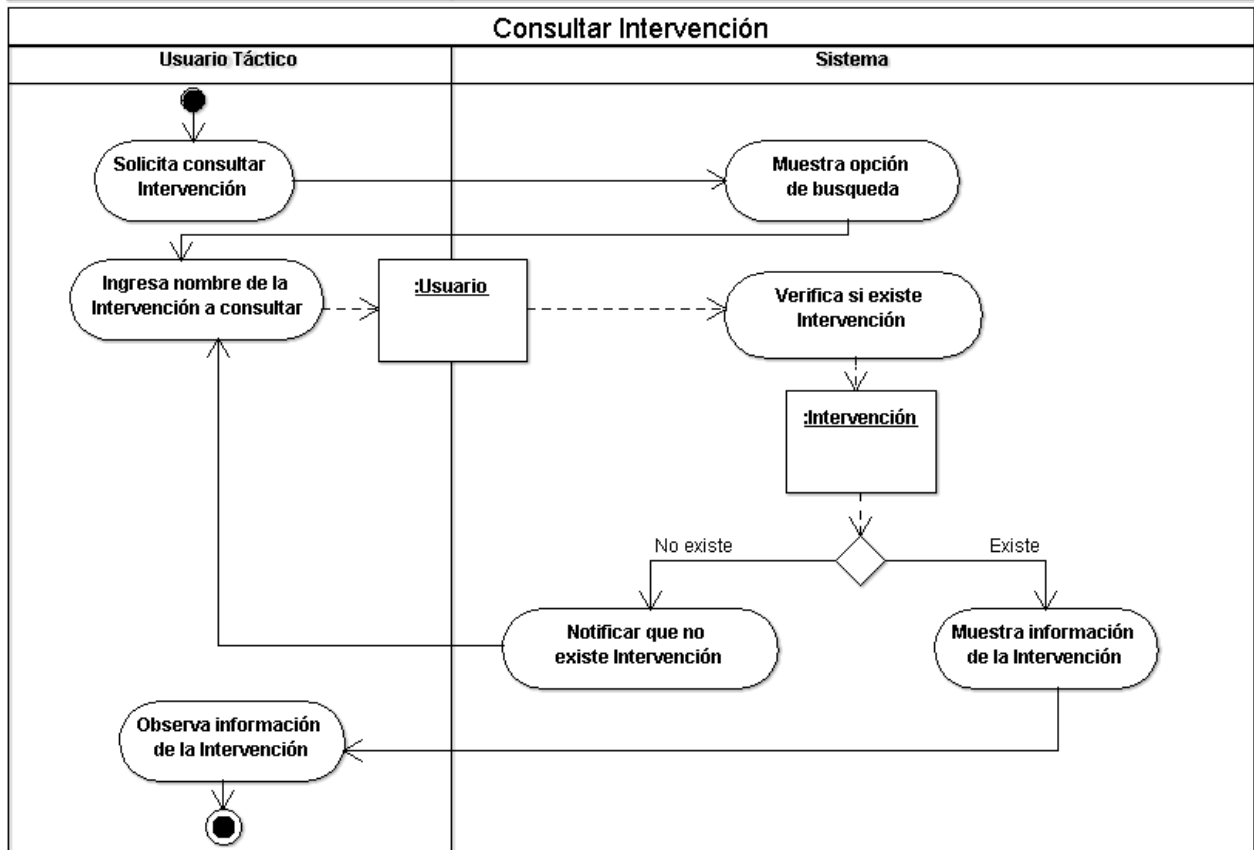 Consultar Intervención
Usuario Táctico
Sistema
Solicita consultar
Intervención
Muestra opción
de busqueda
Ingresa nombre de la
Intervención a consultar
:Usuario
Verifica si existe
Intervención
:Intervención
No existe
Existe
Notificar que no
existe Intervención
Muestra información
de la Intervención
Observa información
de la Intervención